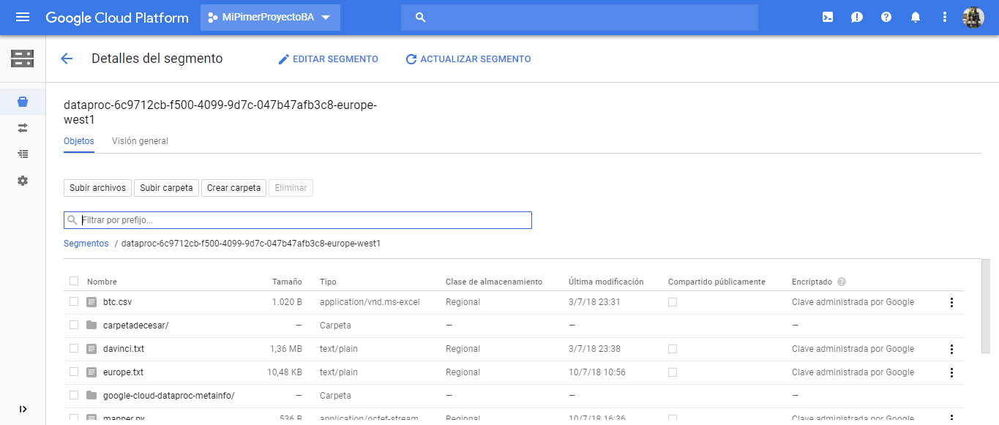 Google Cloud Platform MiPimerProyectoBA
Detalles del segmento EDITAR SEGMENTO ACTUALIZAR SEGMENTO
dataproc-6c9712cb-f500-4099-9d7c-047b47afb3c8-europe-
west1
Objetos Visión general
Subir archivos Subir carpeta Crear carpeta Eliminar
Filtrar por prefijo...
Segmentos / dataproc-6c9712cb-f500-4099-9d7c-047b47afb3c8-europe-west1
Nombre Tamaño Tipo Clase de almacenamiento Última modificación Compartido públicamente Encriptado
btc.csv 1.020 B application/vnd.ms-excel Regional 3/7/18 23:31 Clave administrada por Google
carpetadecesar/ — Carpeta — — —
davinci.txt 1,36 MB text/plain Regional 3/7/18 23:38 Clave administrada por Google
europe.txt 10,48 KB text/plain Regional 10/7/18 10:56 Clave administrada por Google
google-cloud-dataproc-metainfo/ — Carpeta — — —
mapper.py 536 B application/octet-stream Regional 10/7/18 16:36 Clave administrada por Google